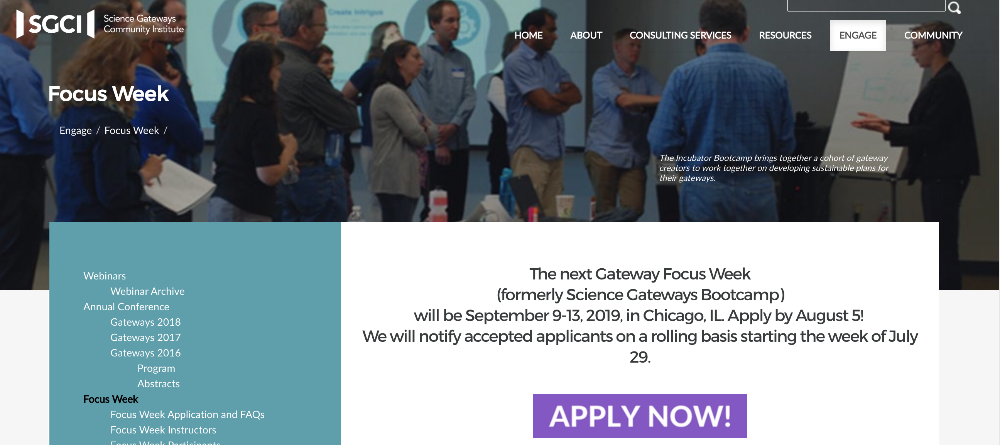 SGCI
Science Gateways
Community Institute
HOME
ABOUT
CONSULTING SERVICES
RESOURCES
ENGAGE
COMMUNITY
Create Intrigue
Focus Week
Engage / Focus Week /
The Incubator Bootcamp brings together a cohort of gateway
creators to work together on developing sustainable plans for
their gateways.
Webinars
Webinar Archive
Annual Conference
Gateways 2018
Gateways 2017
Gateways 2016
Program
Abstracts
Focus Week
Focus Week Application and FAQs
Focus Week Instructors
Focus Week Participants
The next Gateway Focus Week
(formerly Science Gateways Bootcamp)
will be September 9-13, 2019, in Chicago, IL. Apply by August 5!
We will notify accepted applicants on a rolling basis starting the week of July
29.
APPLY NOW!